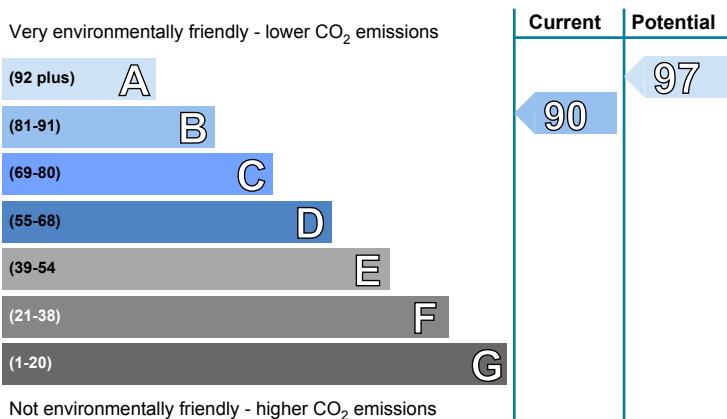 Current Potential
Very environmentally friendly - lower CO2 emissions
(92 plus) A 97
(81-91) B 90
(69-80) C
(55-68) D
(39-54 E
(21-38) F
(1-20) G
Not environmentally friendly - higher CO2 emissions